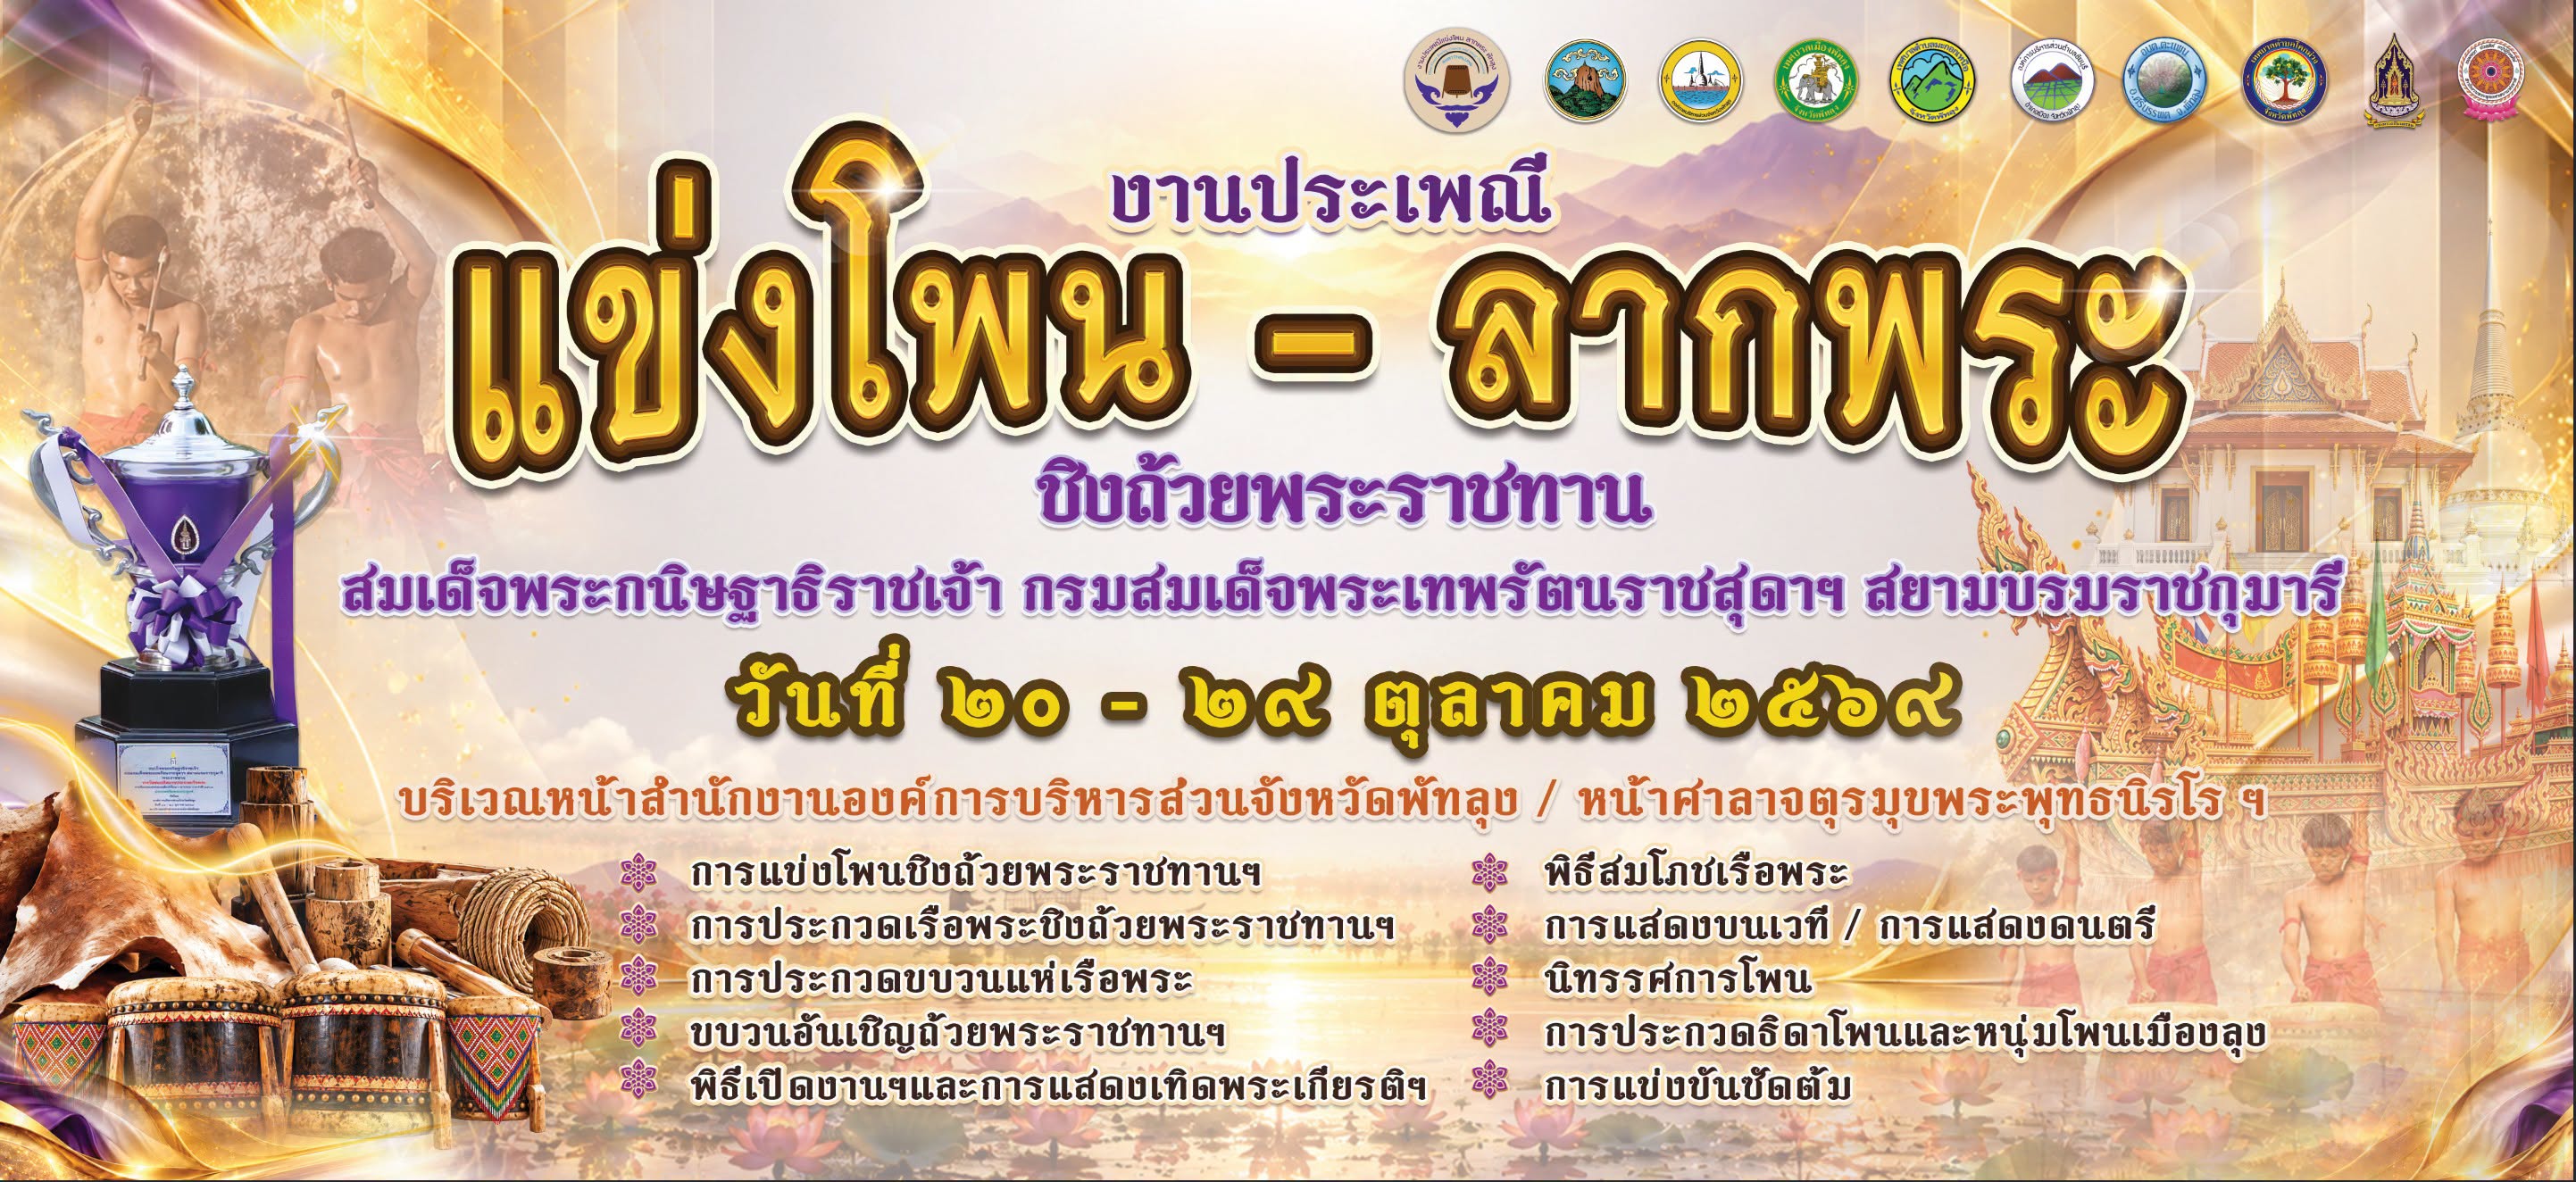 งานประเพณี
แข่งโพน - ลากพระ
ชิงถ้วยพระราชทาน
สมเด็จพระกนิษฐาธิราชเจ้า กรมสมเด็จพระเทพรัตนราชสุดาฯ สยามบรมราชกุมารี
วันที่ ๒๐ - ๒๙ ตุลาคม ๒๕๖๙
บริเวณหน้าสำนักงานองค์การบริหารส่วนจังหวัดพัทลุง / หน้าศาลาจตุรมุขพระพุทธนิรโร ฯ
การแข่งโพนชิงถ้วยพระราชทานฯ
การประกวดเรือพระชิงถ้วยพระราชทานฯ
การประกวดขบวนแห่เรือพระ
ขบวนอันเชิญถ้วยพระราชทานฯ
พิธีเปิดงานฯและการแสดงเทิดพระเกียรติฯ
พิธีสมโภชเรือพระ
การแสดงบนเวที / การแสดงดนตรี
นิทรรศการโพน
การประกวดธิดาโพนและหนุ่มโพนเมืองลุง
การแข่งขันซัดต้ม